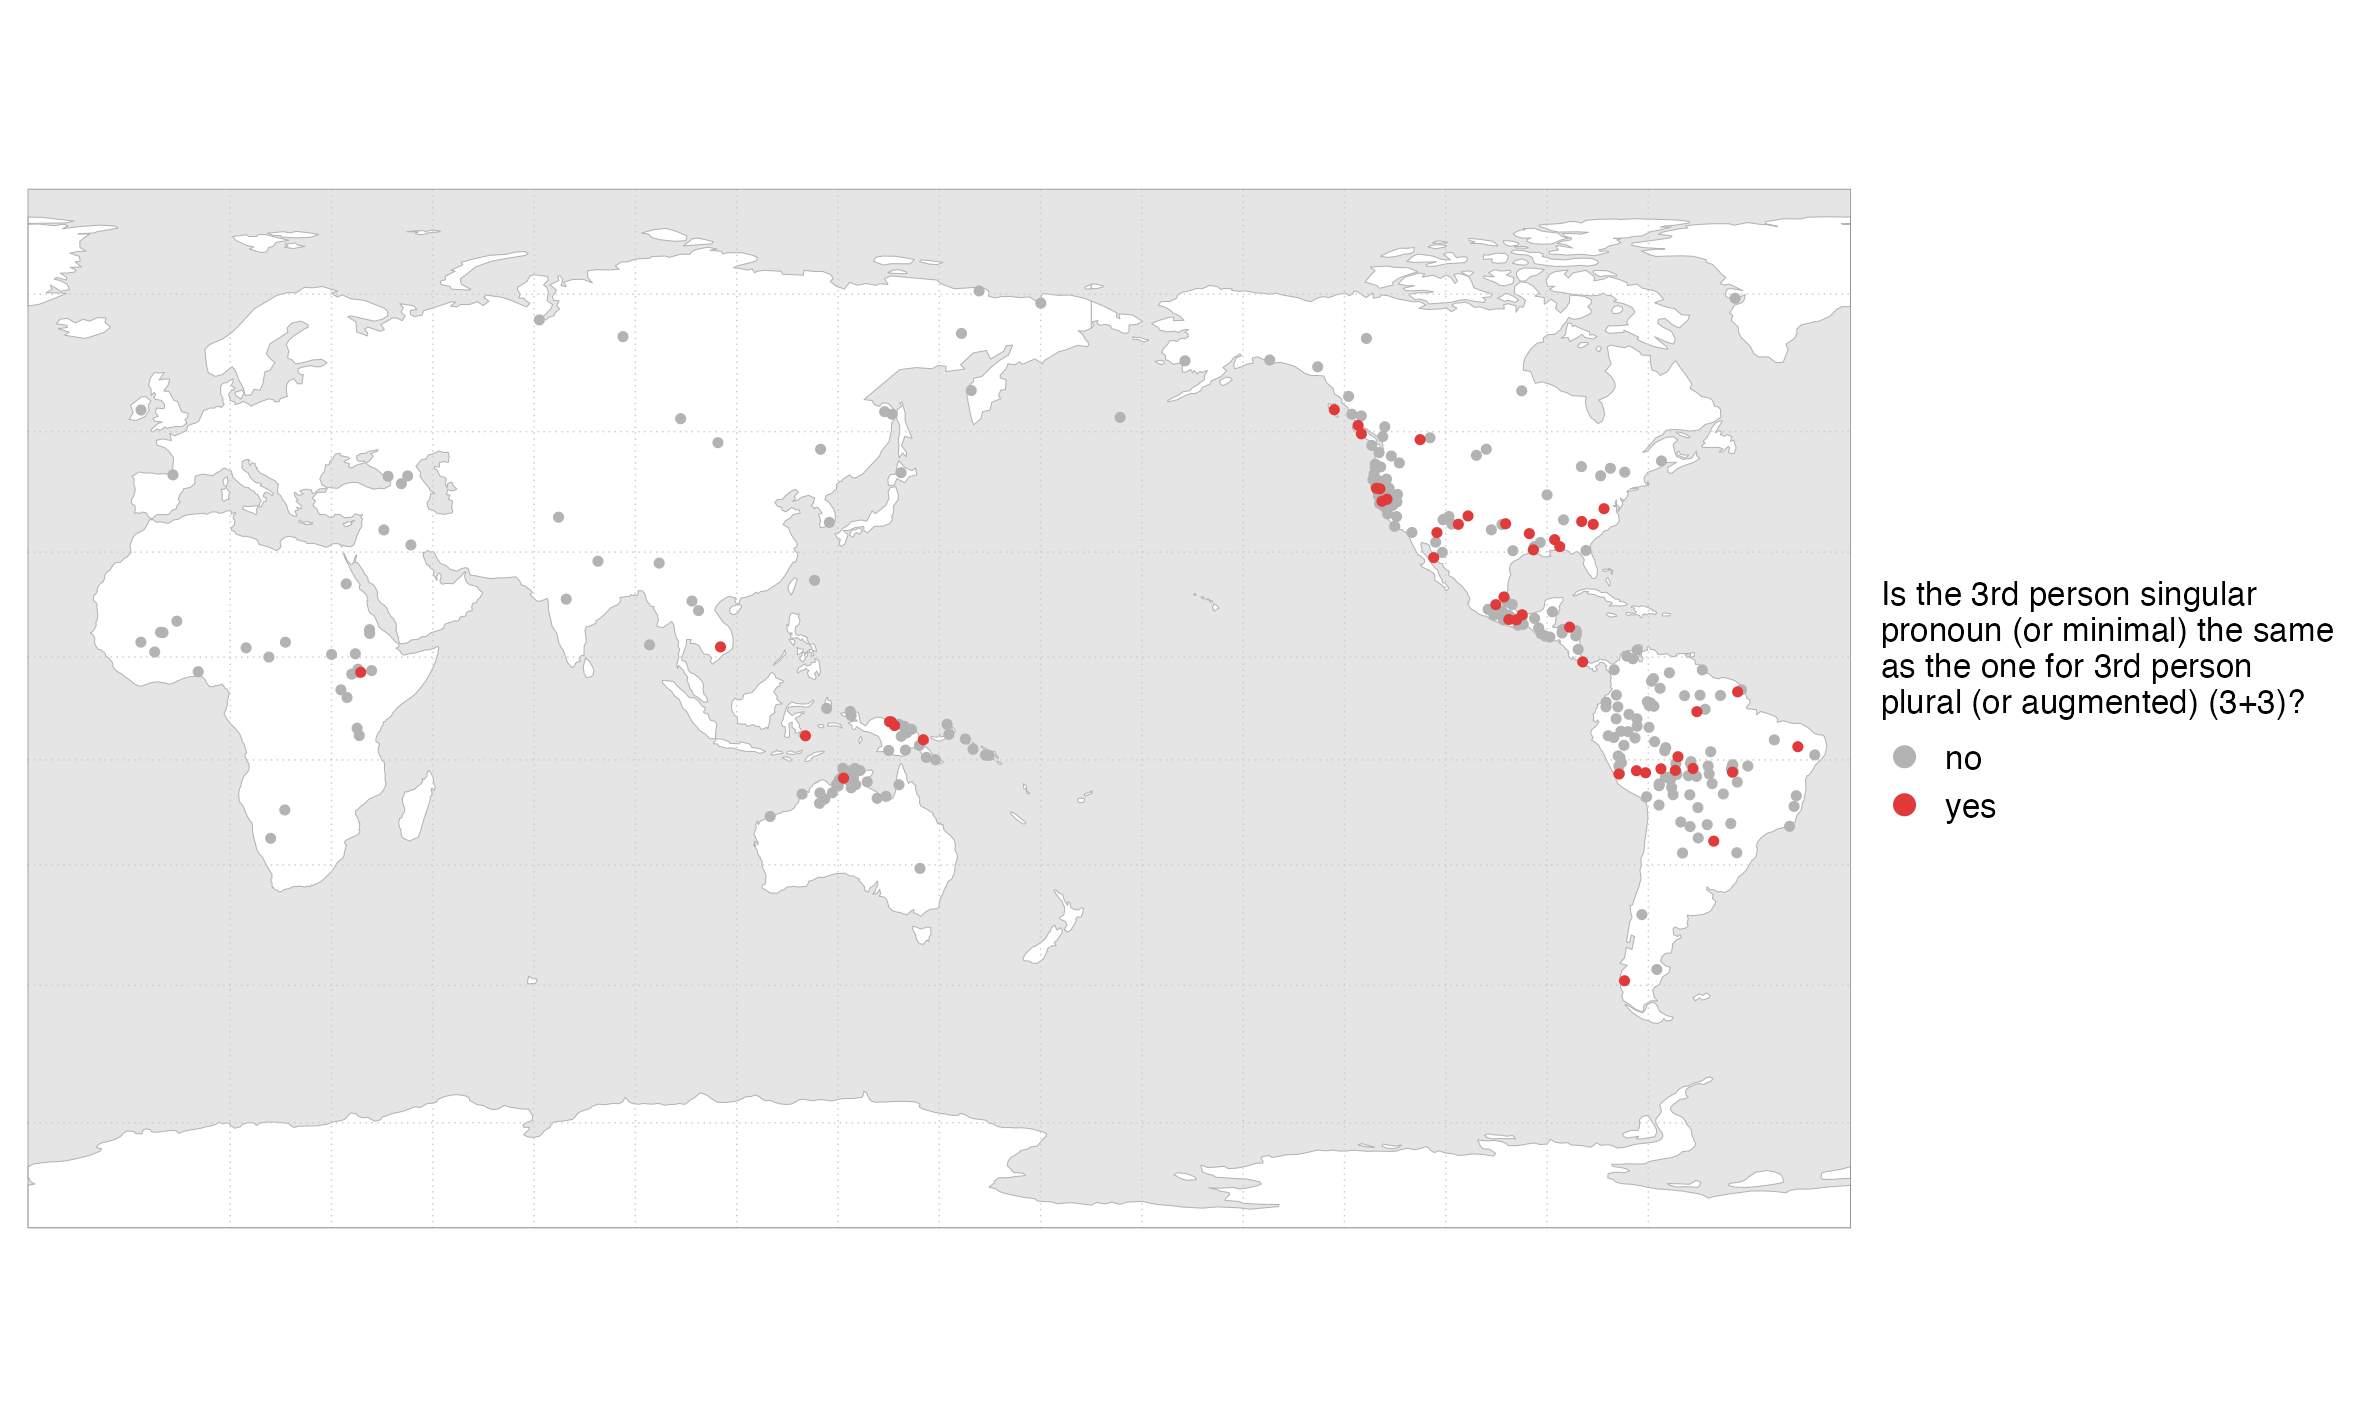 Is the 3rd person singular
pronoun (or minimal) the same
as the one for 3rd person
plural (or augmented) (3+3)?
no
yes